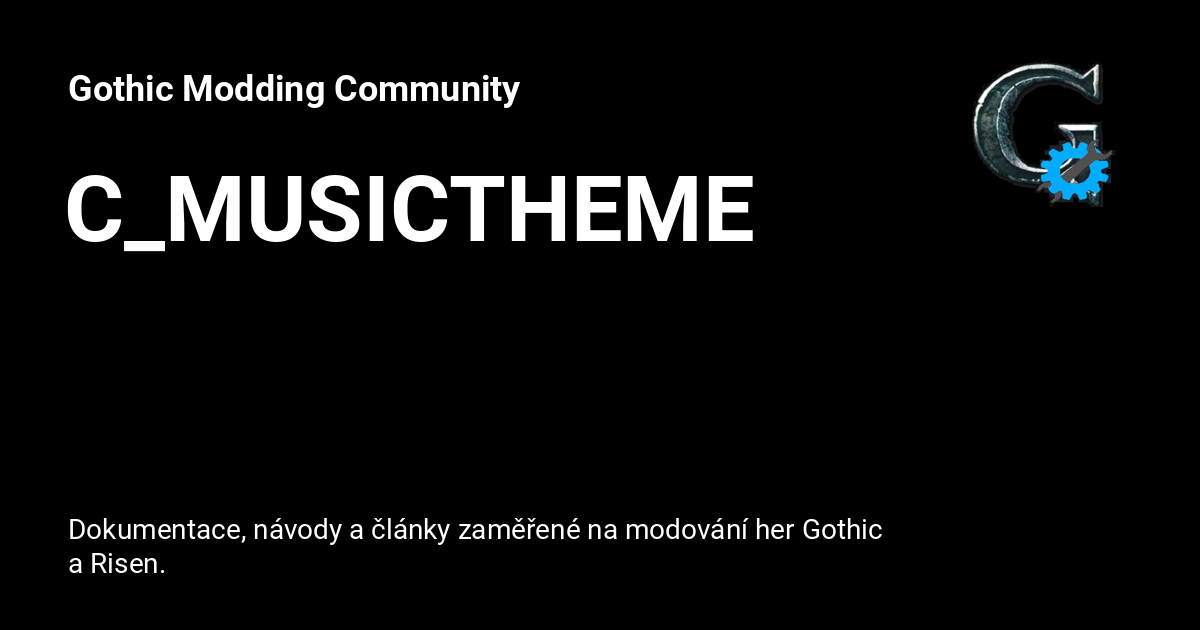 Gothic Modding Community
C_MUSICTHEME
Dokumentace, návody a články zaměřené na modování her Gothic
a Risen.